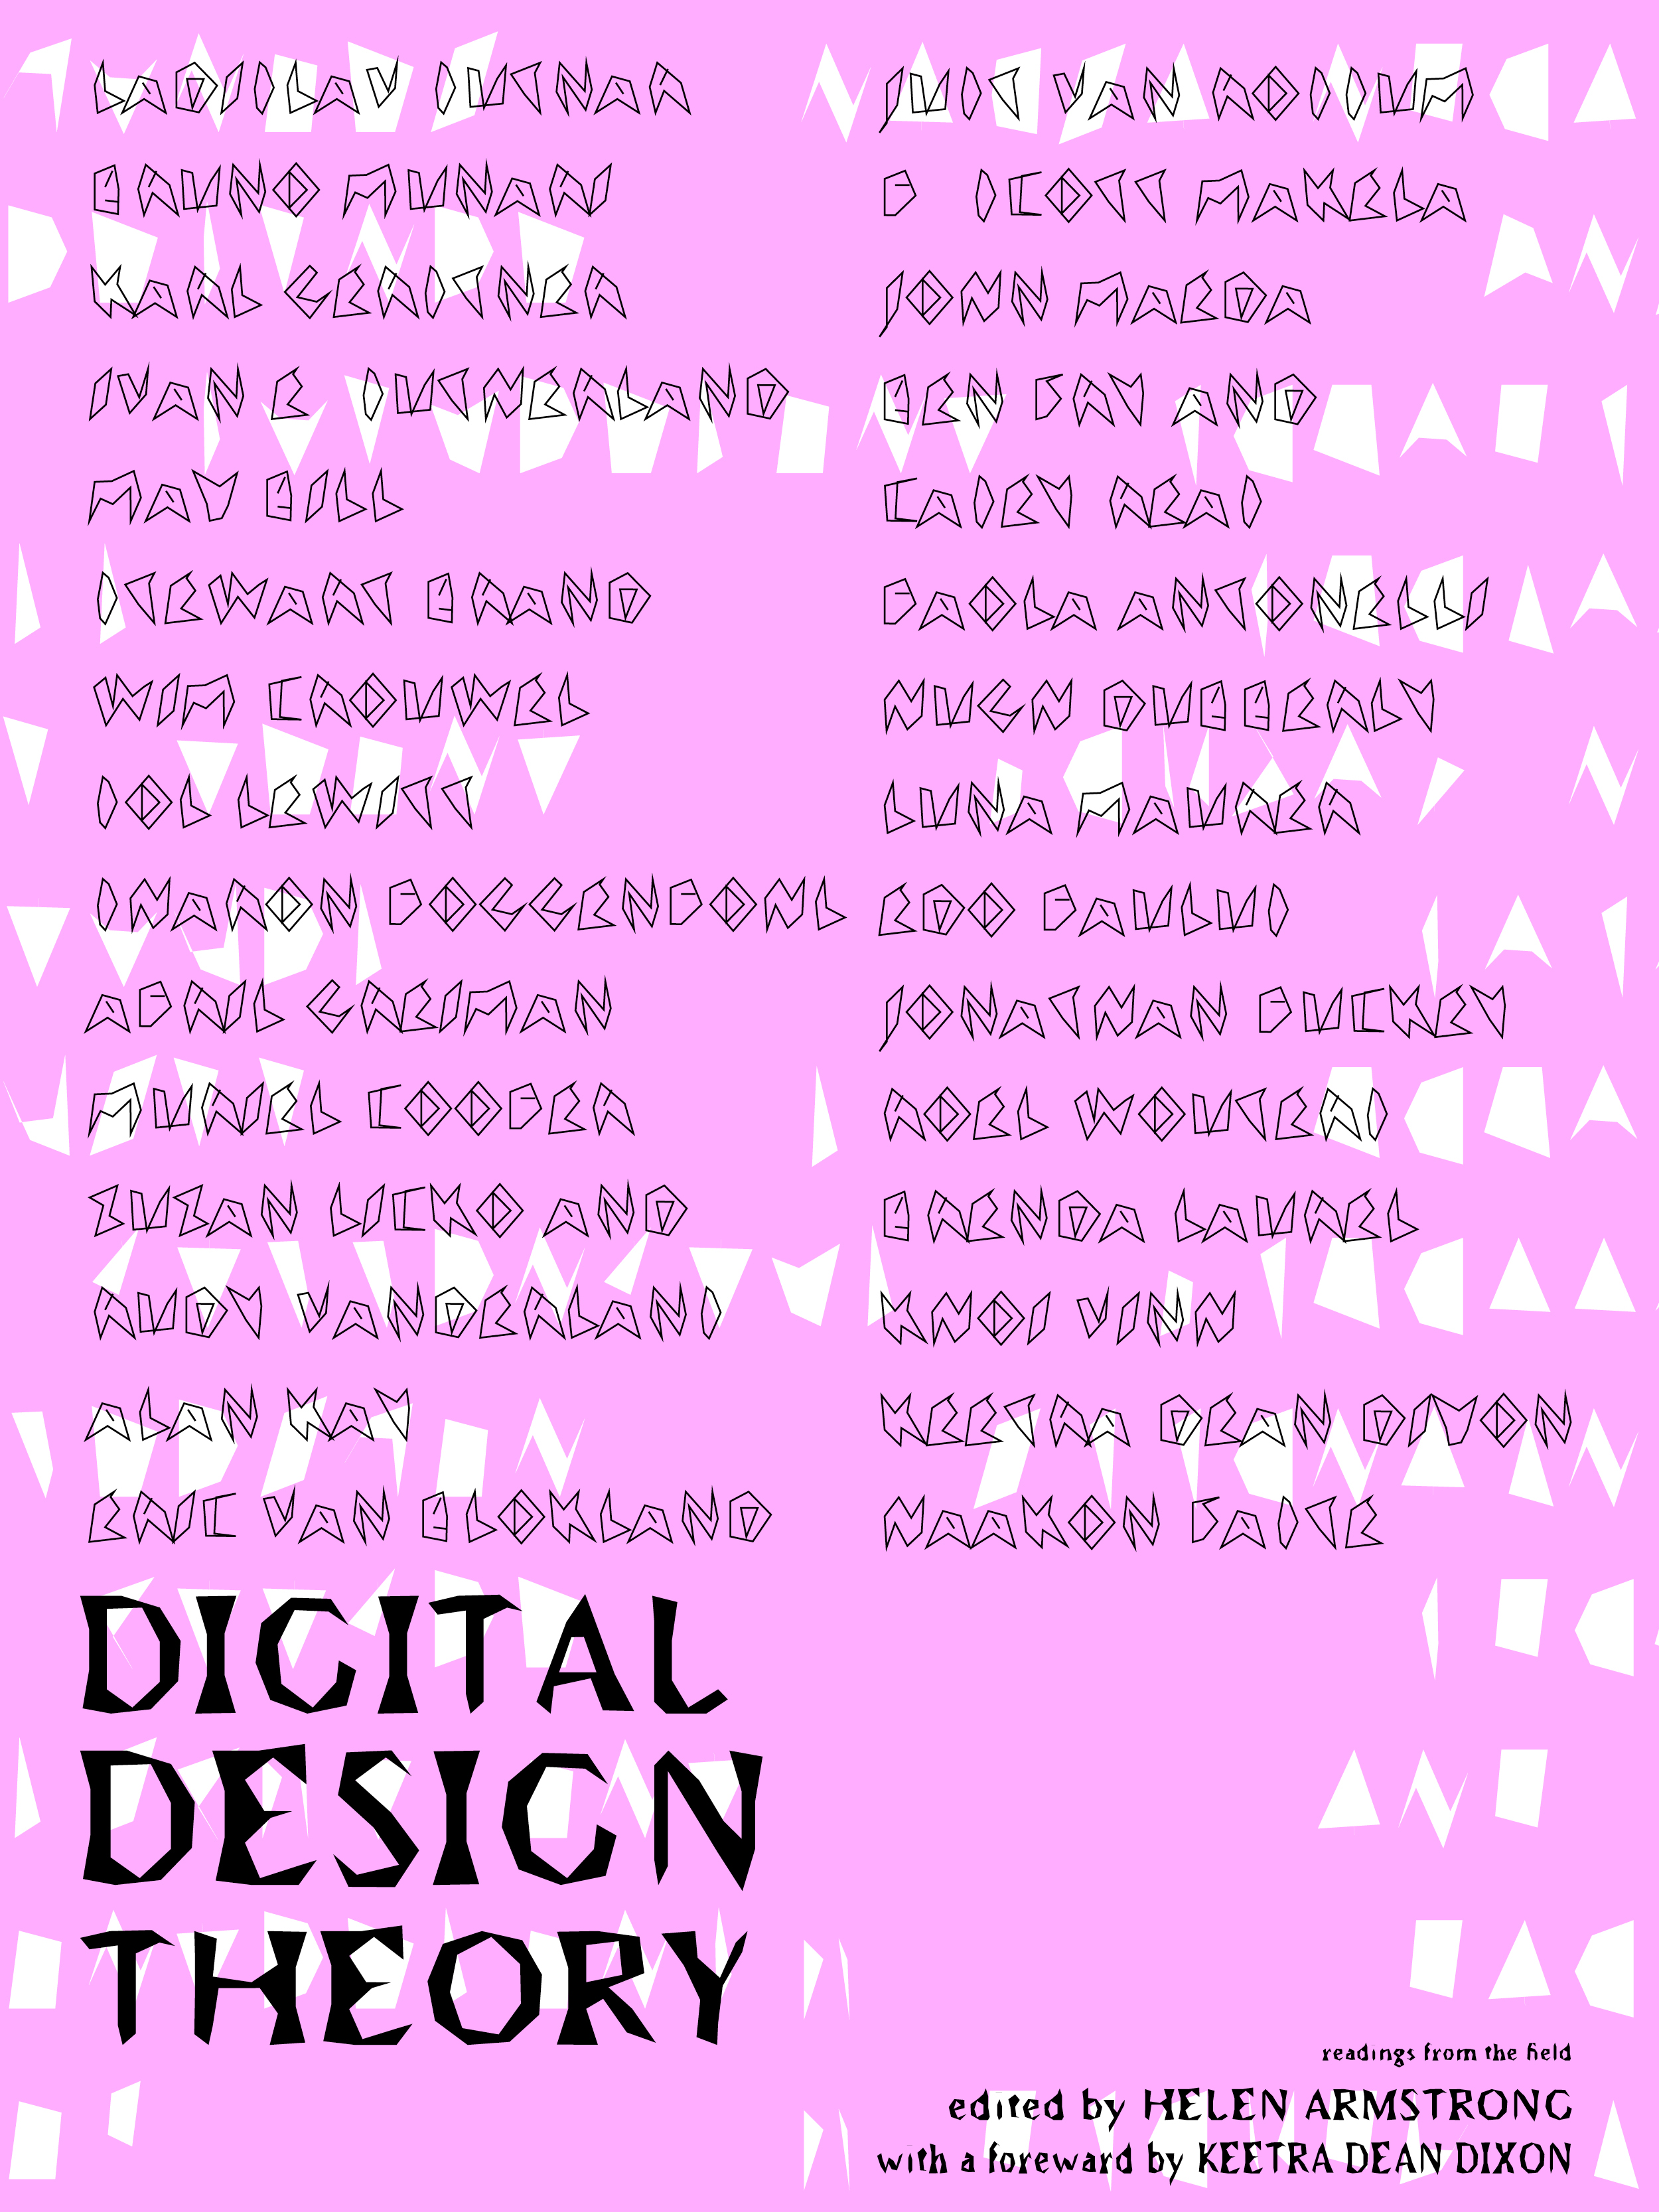 LADISLAV SUTNAR
BRUNO MUNARI
KARL GERSTNER
IVAN E SUTHERLAND
MAX BILL
STEWART BRAND
WIM CROUWEL
SOL LEWITT
SHARON POGGENPOHL
APRIL GREIMAN
MURIEL COOPER
ZUZAN LICKO AND
RUDY VANDERLANS
ALAN KAY
ERIC VAN BLOKLAND
JUST VAN ROSSUM
P SCOTT MAKELA
JOHN MAEDA
BEN FRY AND
CASEY REAS
PAOLA ANTONELLI
HUGH DUBBERLY
LUNA MAURER
EDO PAULUS
JONATHAN PUCKEY
ROEL WOUTERS
BRENDA LAUREL
KHOI VINH
KEETRA DEAN DIXON
HAAKON FASTE
DIGITAL
DESIGN
THEORY
readings from the field
edited by HELEN ARMSTRONG
with a foreward by KEETRA DEAN DIXON